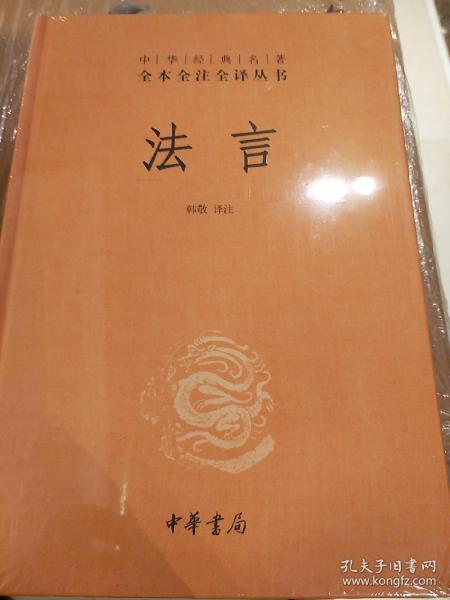 中华经典名著
全本全注全译丛书
法言
韩敬 译注
中華書局
孔夫子旧书网
www.kongfz.com